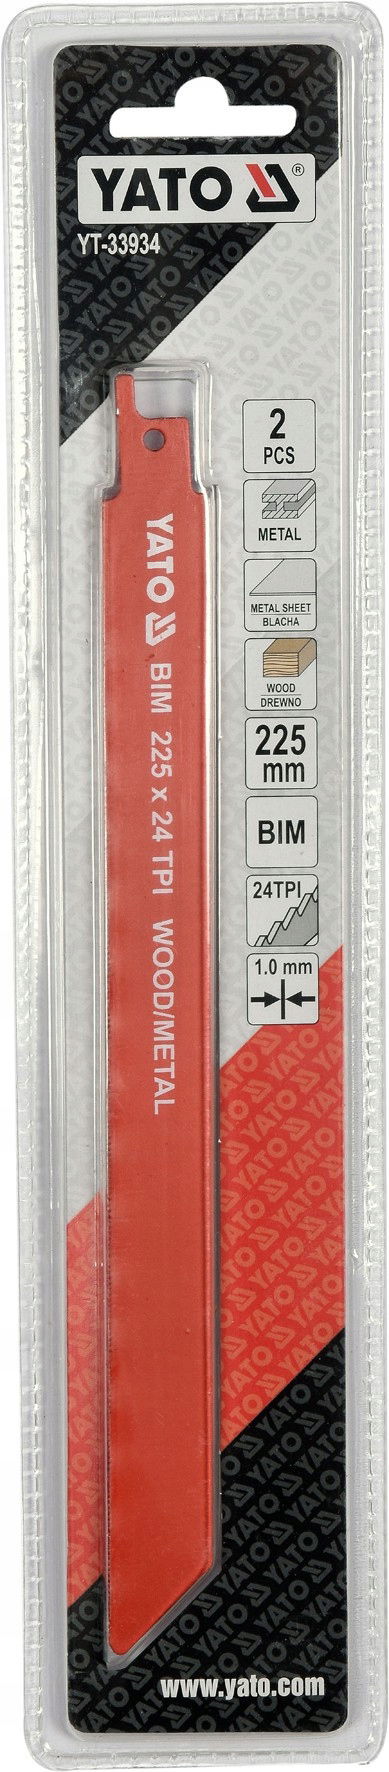 YATO ®
YT-33934
2
PCS
METAL
METAL SHEET
BLACHA
WOOD
DREWNO
225
mm
BIM
24TPI
1.0 mm
YATO
BIM 225 x 24 TPI WOOD/METAL
www.yato.com